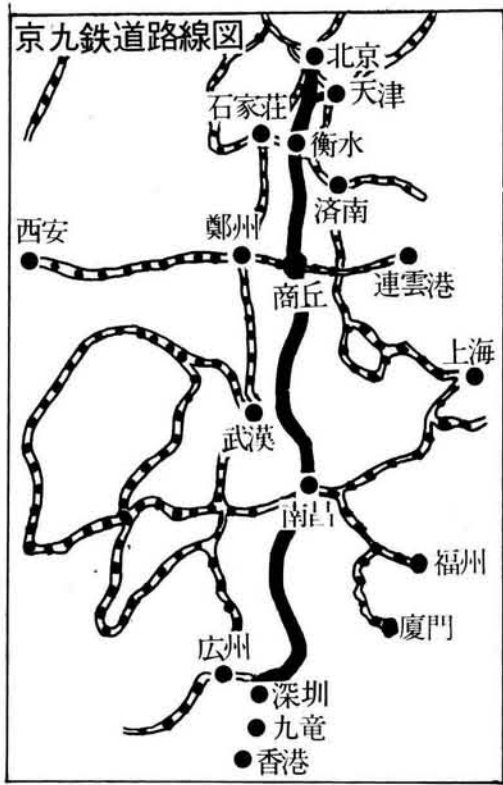 京九鉄道路線図
北京
天津
石家荘
衡水
済南
西安
鄭州
商丘
連雲港
上海
武漢
南昌
福州
厦門
広州
深圳
九竜
香港